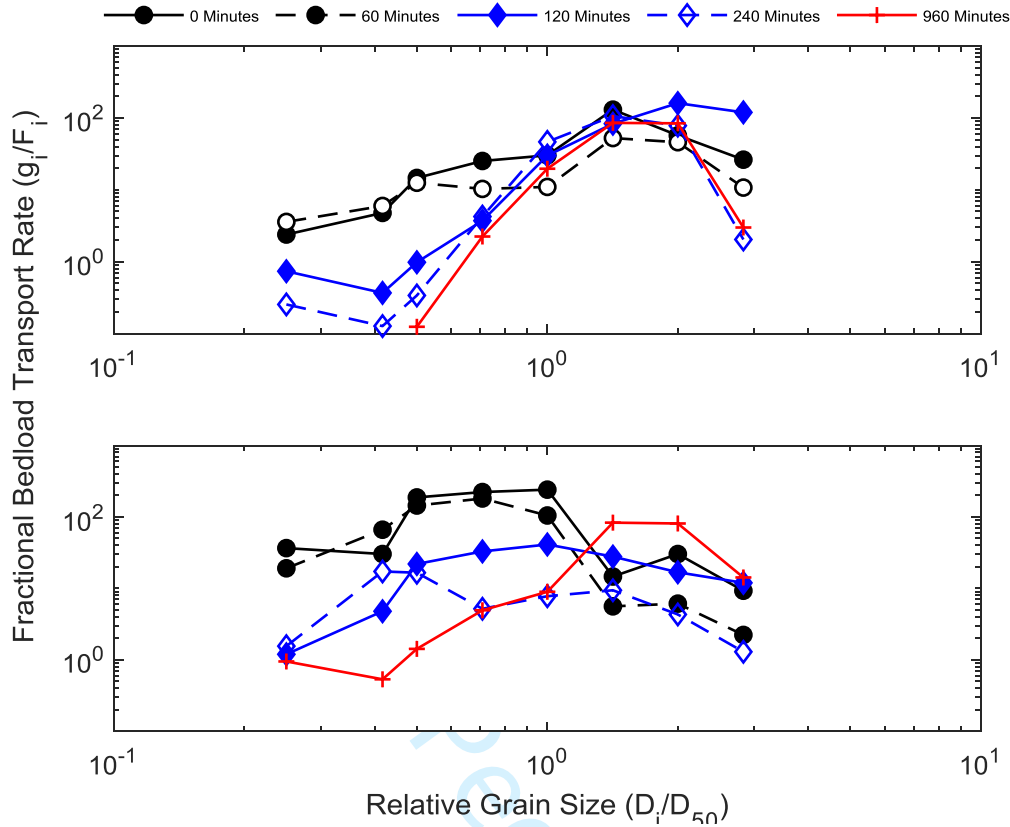 0 Minutes 60 Minutes 120 Minutes 240 Minutes 960 Minutes
Fractional Bedload Transport Rate (g_i/F_i)
10^2
10^0
10^-1 10^0 10^1
10^2
10^0
10^-1 10^0 10^1
Relative Grain Size (D_i/D_50)